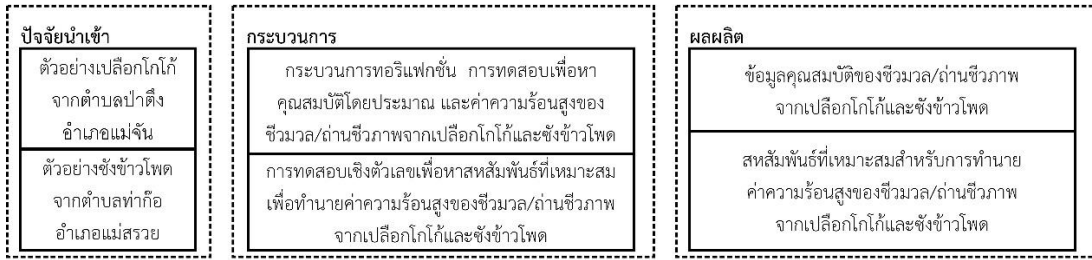 ปัจจัยนำเข้า
ตัวอย่างเปลือกโกโก้
จากตำบลป่าตึง
อำเภอแม่จัน
ตัวอย่างซังข้าวโพด
จากตำบลท่าก๊อ
อำเภอแม่สรวย
กระบวนการ
กระบวนการทอริแฟกชั่น การทดสอบเพื่อหา
คุณสมบัติโดยประมาณ และค่าความร้อนสูงของ
ชีวมวล/ถ่านชีวภาพจากเปลือกโกโก้และซังข้าวโพด
การทดสอบเชิงตัวเลขเพื่อหาสหสัมพันธ์ที่เหมาะสม
เพื่อทำนายค่าความร้อนสูงของชีวมวล/ถ่านชีวภาพ
จากเปลือกโกโก้และซังข้าวโพด
ผลผลิต
ข้อมูลคุณสมบัติของชีวมวล/ถ่านชีวภาพ
จากเปลือกโกโก้และซังข้าวโพด
สหสัมพันธ์ที่เหมาะสมสำหรับการทำนาย
ค่าความร้อนสูงของชีวมวล/ถ่านชีวภาพ
จากเปลือกโกโก้และซังข้าวโพด